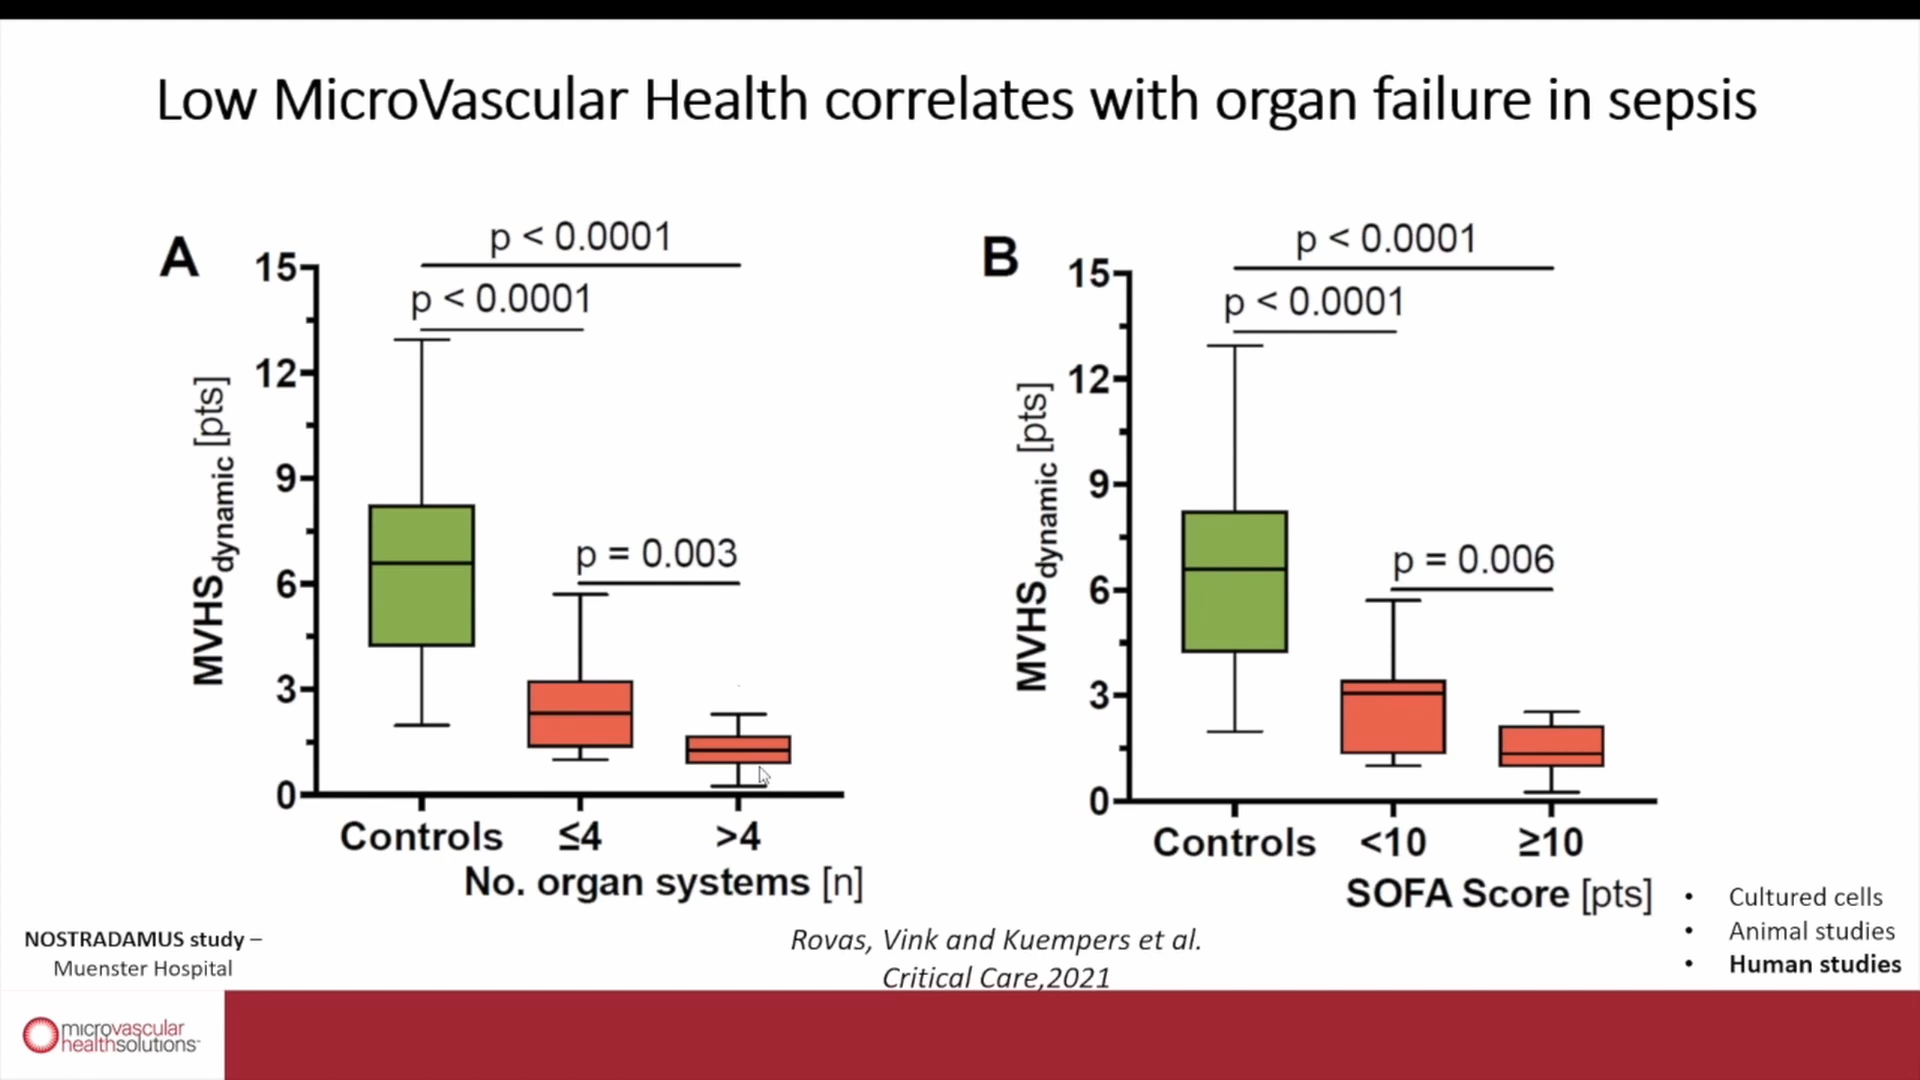 Low MicroVascular Health correlates with organ failure in sepsis
A
p < 0.0001
p < 0.0001
p = 0.003
15
12
9
6
3
0
MVHSdynamic [pts]
Controls ≤4 >4
No. organ systems [n]
B
p < 0.0001
p < 0.0001
p = 0.006
15
12
9
6
3
0
MVHSdynamic [pts]
Controls <10 ≥10
SOFA Score [pts]
• Cultured cells
• Animal studies
• Human studies
NOSTRADAMUS study –
Muenster Hospital
Rovas, Vink and Kuempers et al.
Critical Care,2021
microvascular
healthsolutions